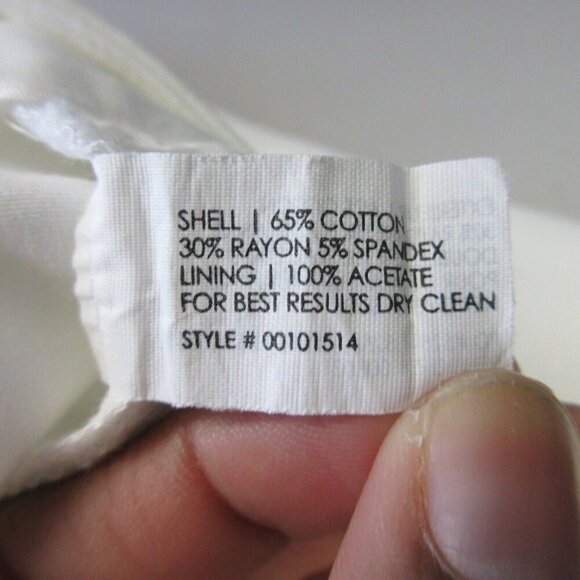 SHELL | 65% COTTON
30% RAYON 5% SPANDEX
LINING | 100% ACETATE
FOR BEST RESULTS DRY CLEAN
STYLE # 00101514